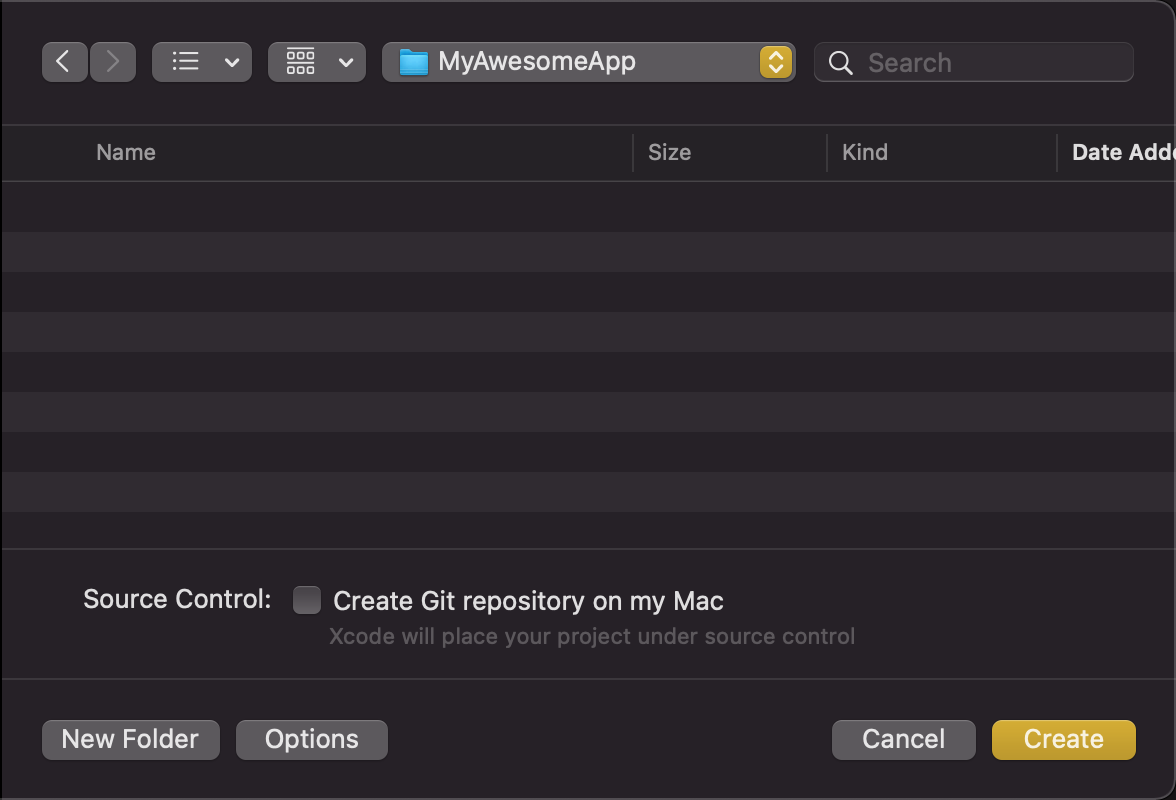 MyAwesomeApp Search
Name Size Kind Date Adde
Source Control: Create Git repository on my Mac
Xcode will place your project under source control
New Folder Options Cancel Create